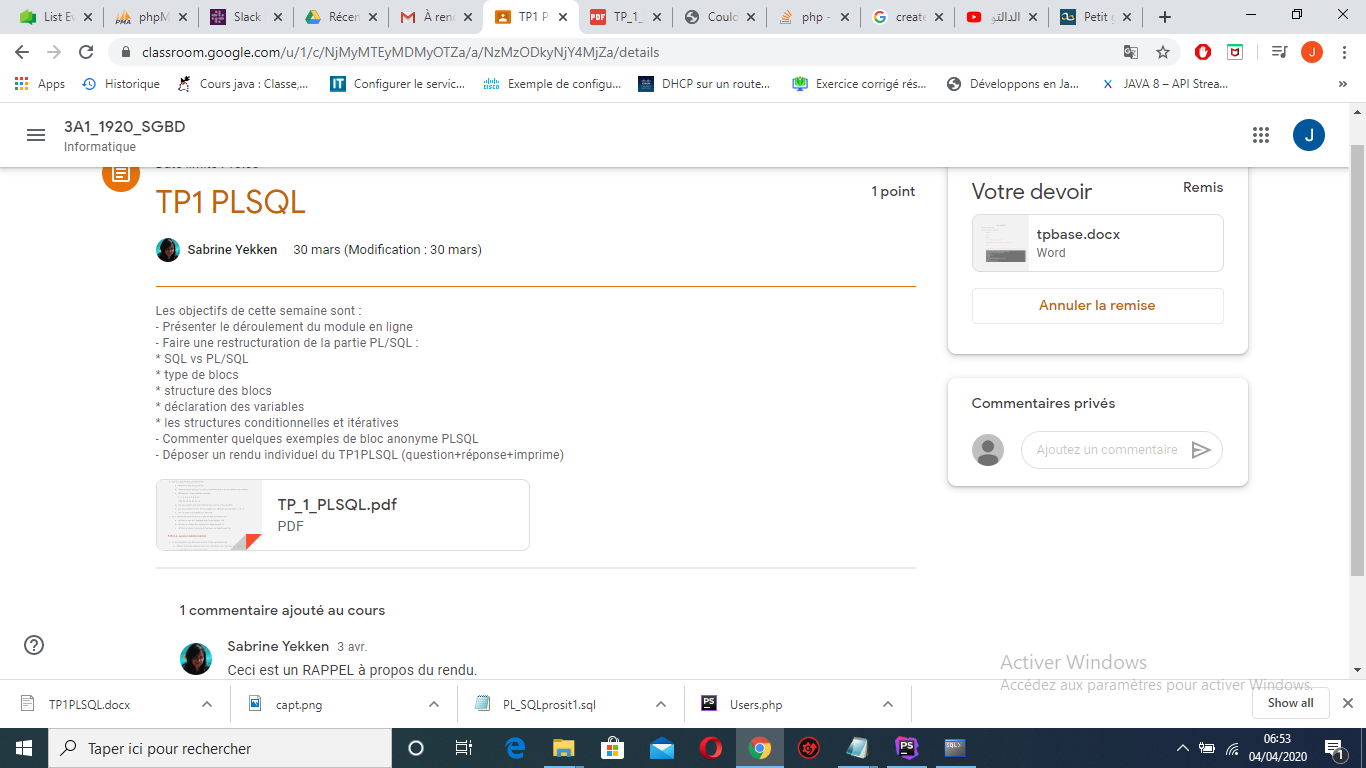 List Ev
phpM
Slack
Récen
À ren
TP1 P
TP_1_
Could
php -
create
الدالتو
Petit g
classroom.google.com/u/1/c/NjMyMTEyMDMyOTZa/a/NzMzODkyNjY4MjZa/details
Apps
Historique
Cours java : Classe,...
Configurer le servic...
Exemple de configu...
DHCP sur un route...
Exercice corrigé rés...
Développons en Ja...
JAVA 8 – API Strea...
3A1_1920_SGBD
Informatique
J
TP1 PLSQL
1 point
Sabrine Yekken 30 mars (Modification : 30 mars)
Les objectifs de cette semaine sont :
- Présenter le déroulement du module en ligne
- Faire une restructuration de la partie PL/SQL :
* SQL vs PL/SQL
* type de blocs
* structure des blocs
* déclaration des variables
* les structures conditionnelles et itératives
- Commenter quelques exemples de bloc anonyme PLSQL
- Déposer un rendu individuel du TP1PLSQL (question+réponse+imprime)
TP_1_PLSQL.pdf
PDF
1 commentaire ajouté au cours
Sabrine Yekken 3 avr.
Ceci est un RAPPEL à propos du rendu.
Votre devoir
Remis
tpbase.docx
Word
Annuler la remise
Commentaires privés
Ajoutez un commentaire
Activer Windows
Accédez aux paramètres pour activer Windows.
TP1PLSQL.docx
capt.png
PL_SQLprosit1.sql
Users.php
Show all
Taper ici pour rechercher
06:53
04/04/2020
1